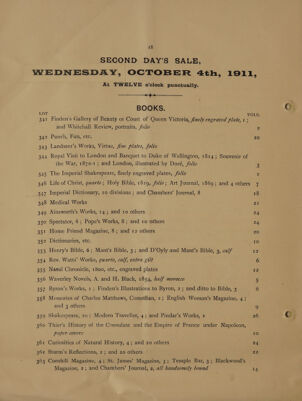 18
SECOND DAY'S SALE,
WEDNESDAY, OCTOBER 4th, 1911,
At TWELVE o'clock punctually.
BOOKS.
LOT VOLS.
341 Finden's Gallery of Beauty or Court of Queen Victoria, finely engraved plate, 1;
and Whitehall Review, portraits, folio 2
342 Punch, Fun, etc. 20
343 Landseer's Works, Virtue, fine plates, folio
344 Royal Visit to London and Banquet to Duke of Wellington, 1814; Souvenir of
the War, 1870-1; and London, illustrated by Doré, folio 3
345 The Imperial Shakespeare, finely engraved plates, folio 2
346 Life of Christ, quarto; Holy Bible, 1819, folio; Art Journal, 1869; and 4 others 7
347 Imperial Dictionary, 10 divisions; and Chambers' Journal, 8 18
348 Medical Works 21
349 Ainsworth's Works, 14; and 10 others 24
350 Spectator, 6; Pope's Works, 8; and 10 others 24
351 Home Friend Magazine, 8; and 12 others 20
352 Dictionaries, etc. 10
353 Henry's Bible, 6; Mant's Bible, 3; and D'Oyly and Mant's Bible, 3, calf 12
354 Rev. Watts' Works, quarto, calf, extra gilt 6
355 Naval Chronicle, 1800, etc., engraved plates 22
356 Waverley Novels, A. and H. Black, 1854, half morocco 5
357 Byron's Works, 1; Finden's Illustrations to Byron, 3; and ditto to Bible, 2 6
358 Memories of Charles Matthews, Comedian, 2; English Woman's Magazine, 4;
and 3 others 9
359 Shakespeare, 10; Modern Traveller, 4; and Pindar's Works, 2 26
360 Thier's History of the Consulate and the Empire of France under Napoleon,
paper covers 20
361 Curiosities of Natural History, 4; and 20 others 24
362 Sturm's Reflections, 2; and 20 others 22
363 Cornhill Magazine, 4; St. James' Magazine, 5; Temple Bar, 3; Blackwood's
Magazine, 2; and Chambers' Journal, 2, all handsomely bound 14